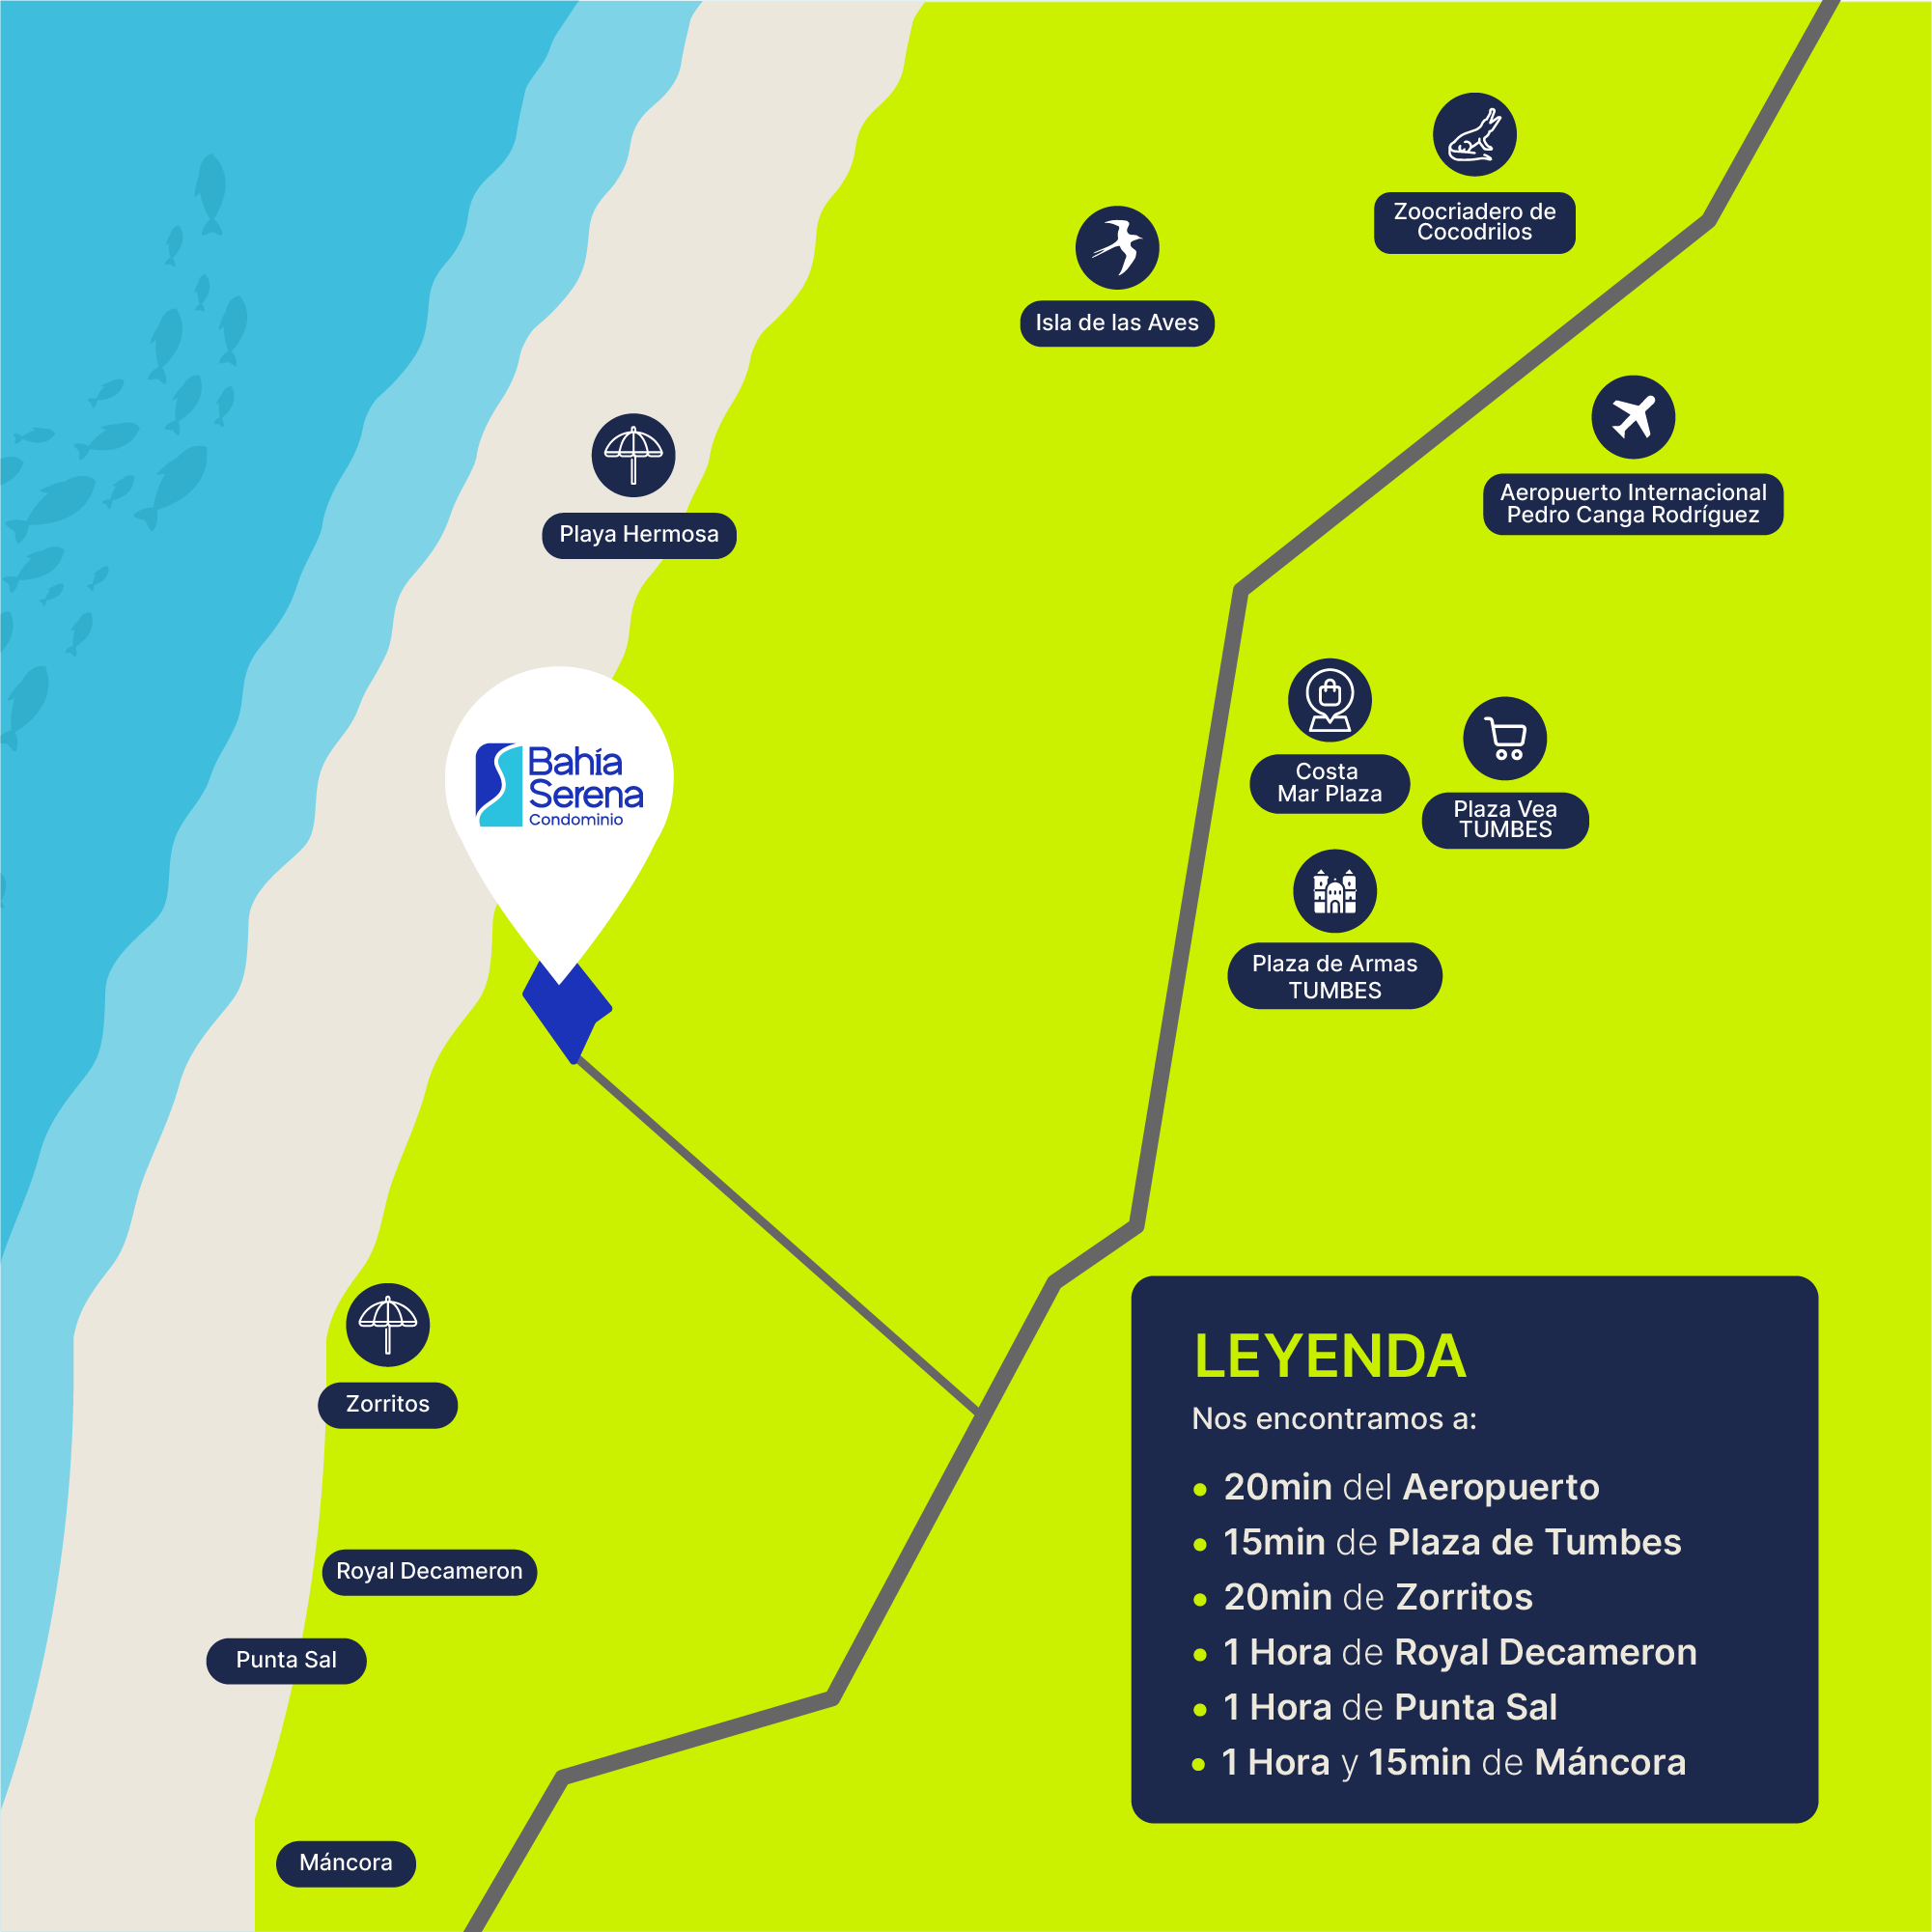 Zoocriadero de
Cocodrilos
Isla de las Aves
Aeropuerto Internacional
Pedro Canga Rodríguez
Playa Hermosa
Bahía
Serena
Condominio
Costa
Mar Plaza
Plaza Vea
TUMBES
Plaza de Armas
TUMBES
Zorritos
Royal Decameron
Punta Sal
Máncora
LEYENDA
Nos encontramos a:
• 20min del Aeropuerto
• 15min de Plaza de Tumbes
• 20min de Zorritos
• 1 Hora de Royal Decameron
• 1 Hora de Punta Sal
• 1 Hora y 15min de Máncora